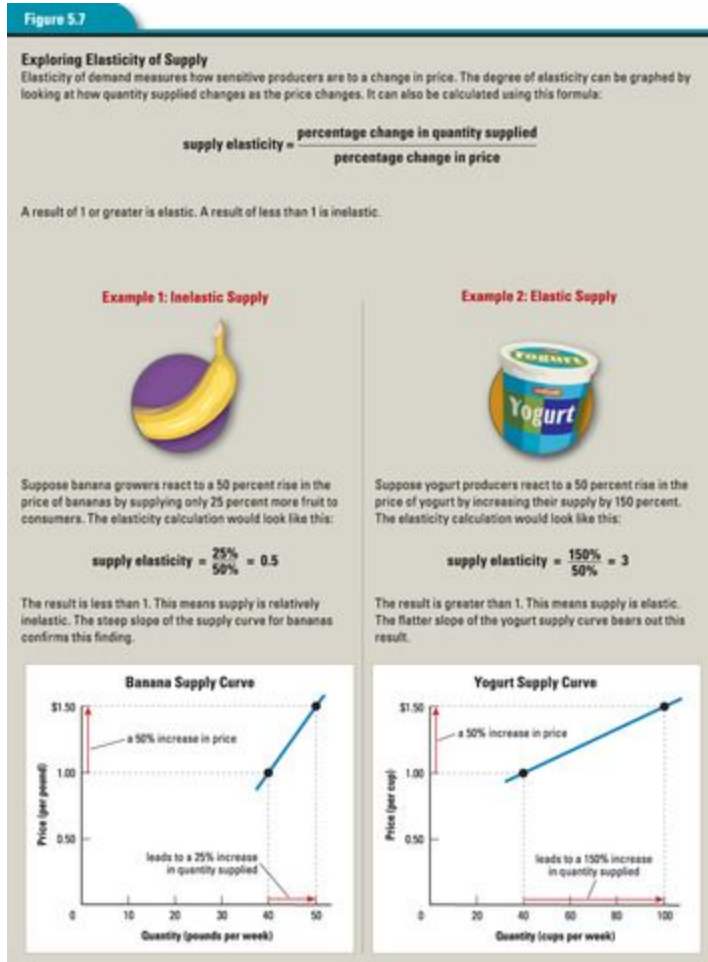 Figure 5.7
Exploring Elasticity of Supply
Elasticity of demand measures how sensitive producers are to a change in price. The degree of elasticity can be graphed by
looking at how quantity supplied changes as the price changes. It can also be calculated using this formula:
supply elasticity = percentage change in quantity supplied
percentage change in price
A result of 1 or greater is elastic. A result of less than 1 is inelastic.
Example 1: Inelastic Supply
Suppose banana growers react to a 50 percent rise in the
price of bananas by supplying only 25 percent more fruit to
consumers. The elasticity calculation would look like this:
supply elasticity = 25%
50% = 0.5
The result is less than 1. This means supply is relatively
inelastic. The steep slope of the supply curve for bananas
confirms this finding.
Banana Supply Curve
$1.50
a 50% increase in price
1.00
Price (per pound)
0.50
leads to a 25% increase
in quantity supplied
0 10 20 30 40 50
Quantity (pounds per week)
Example 2: Elastic Supply
Yogurt
Yogurt
Suppose yogurt producers react to a 50 percent rise in the
price of yogurt by increasing their supply by 150 percent.
The elasticity calculation would look like this:
supply elasticity = 150%
50% = 3
The result is greater than 1. This means supply is elastic.
The flatter slope of the yogurt supply curve bears out this
result.
Yogurt Supply Curve
$1.50
a 50% increase in price
1.00
Price (per cup)
0.50
leads to a 150% increase
in quantity supplied
0 20 40 60 80 100
Quantity (cups per week)